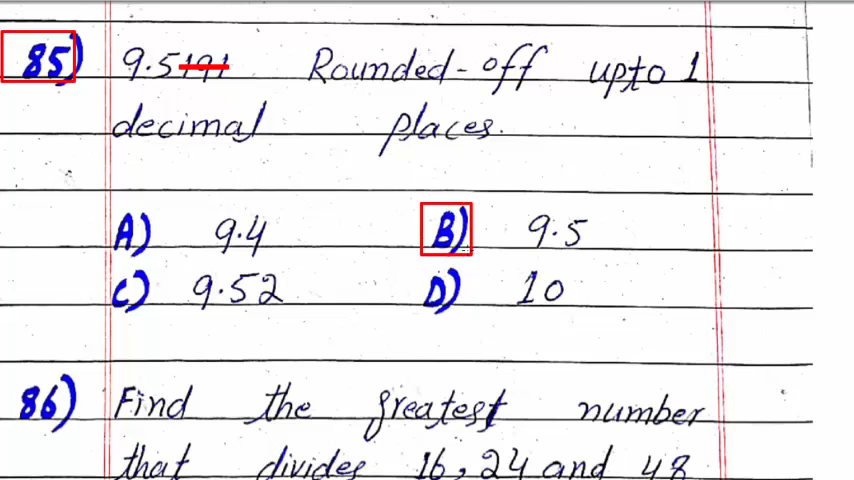 85) 9.5191 Rounded-off upto 1
decimal places.
A) 9.4 B) 9.5
C) 9.52 D) 10
86) Find the greatest number
that divides 16, 24 and 48